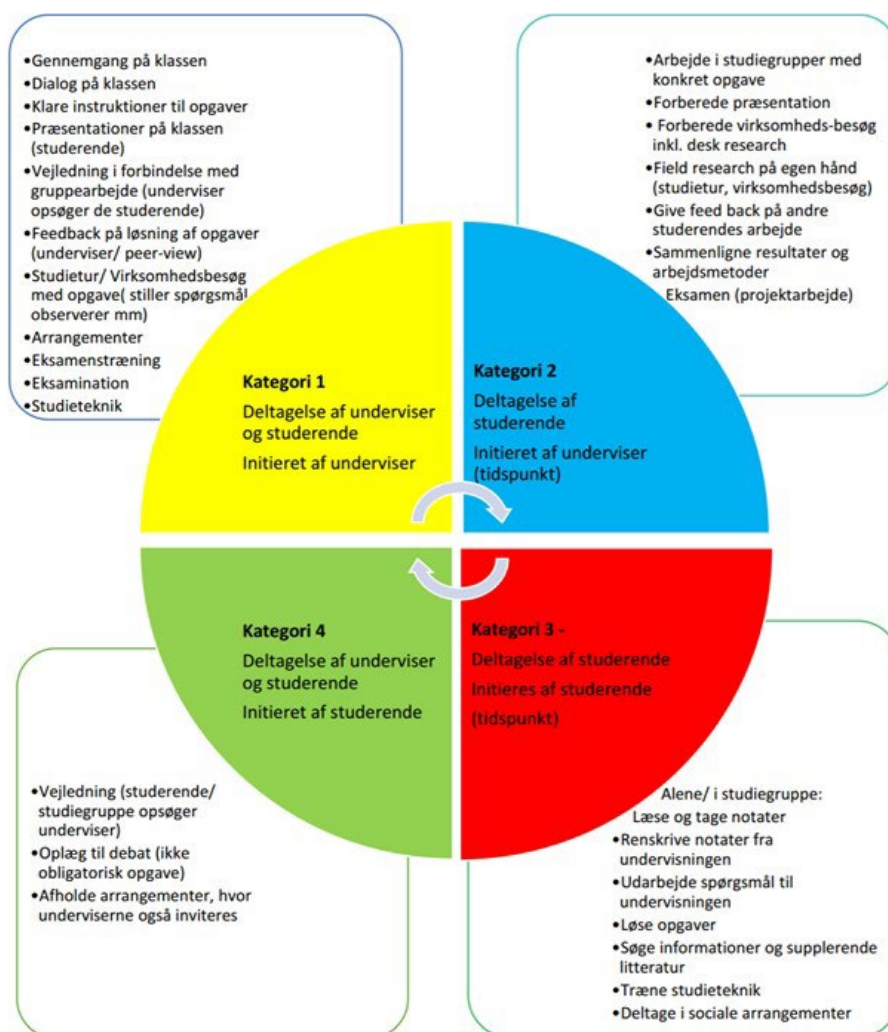 •Gennemgang på klassen
•Dialog på klassen
•Klare instruktioner til opgaver
•Præsentationer på klassen
(studerende)
•Vejledning i forbindelse med
gruppearbejde (underviser
opsøger de studerende)
•Feedback på løsning af opgaver
(underviser/ peer-view)
•Studietur/ Virksomhedsbesøg
med opgave( stiller spørgsmål
observerer mm)
•Arrangementer
•Eksamenstræning
•Eksamination
•Studieteknik
•Arbejde i studiegrupper med
konkret opgave
•Forberede præsentation
• Forberede virksomheds-besøg
inkl. desk research
•Field research på egen hånd
(studietur, virksomhedsbesøg)
•Give feed back på andre
studerendes arbejde
•Sammenligne resultater og
arbejdsmetoder
Eksamen (projektarbejde)
Kategori 1
Deltagelse af underviser
og studerende
Initieret af underviser
Kategori 2
Deltagelse af
studerende
Initieret af underviser
(tidspunkt)
Kategori 4
Deltagelse af underviser
og studerende
Initieret af studerende
Kategori 3 -
Deltagelse af studerende
Initieres af studerende
(tidspunkt)
•Vejledning (studerende/
studiegruppe opsøger
underviser)
•Oplæg til debat (ikke
obligatorisk opgave)
•Afholde arrangementer, hvor
underviserne også inviteres
Alene/ i studiegruppe:
Læse og tage notater
•Renskrive notater fra
undervisningen
•Udarbejde spørgsmål til
undervisningen
•Løse opgaver
•Søge informationer og supplerende
litteratur
•Træne studieteknik
•Deltage i sociale arrangementer